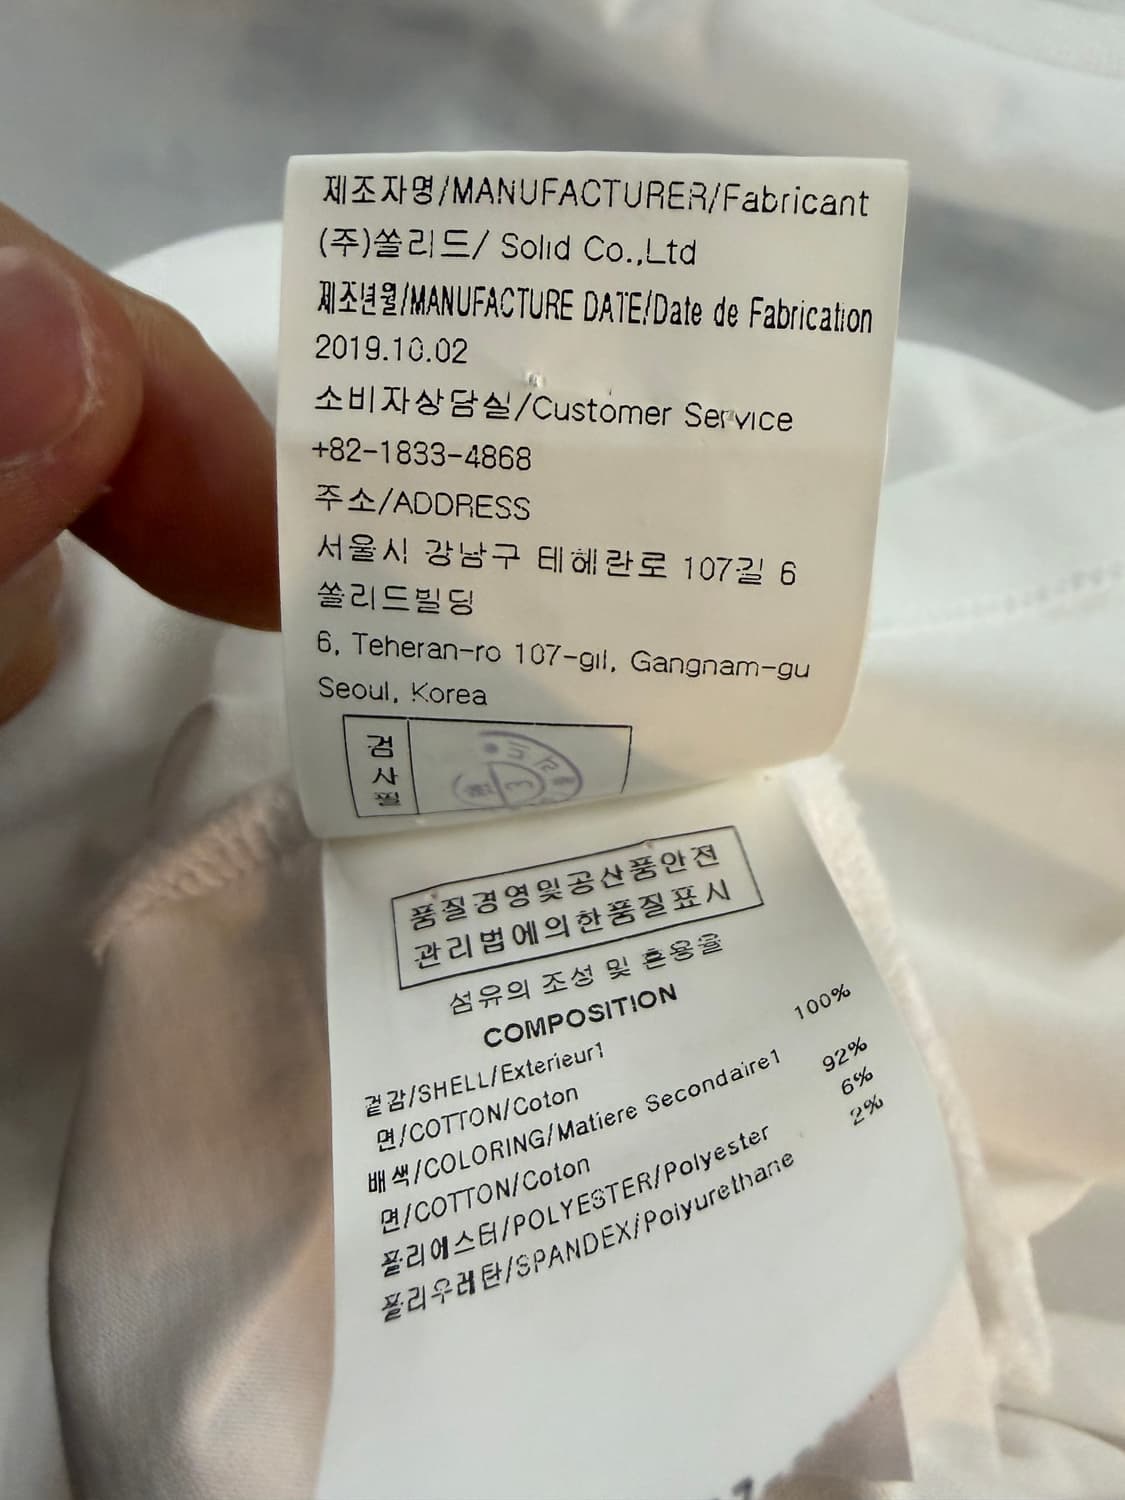 제조자명/MANUFACTURER/Fabricant
(주)쏠리드/ Solid Co.,Ltd
제조년월/MANUFACTURE DATE/Date de Fabrication
2019.10.02
소비자상담실/Customer Service
+82-1833-4868
주소/ADDRESS
서울시 강남구 테헤란로 107길 6
쏠리드빌딩
6, Teheran-ro 107-gil, Gangnam-gu
Seoul, Korea
검사필
품질경영및공산품안전
관리법에의한품질표시
섬유의 조성 및 혼용율
COMPOSITION
겉감/SHELL/Exterieur1
면/COTTON/Coton 100%
배색/COLORING/Matiere Secondaire1
면/COTTON/Coton 92%
폴리에스터/POLYESTER/Polyester 6%
폴리우레탄/SPANDEX/Polyurethane 2%